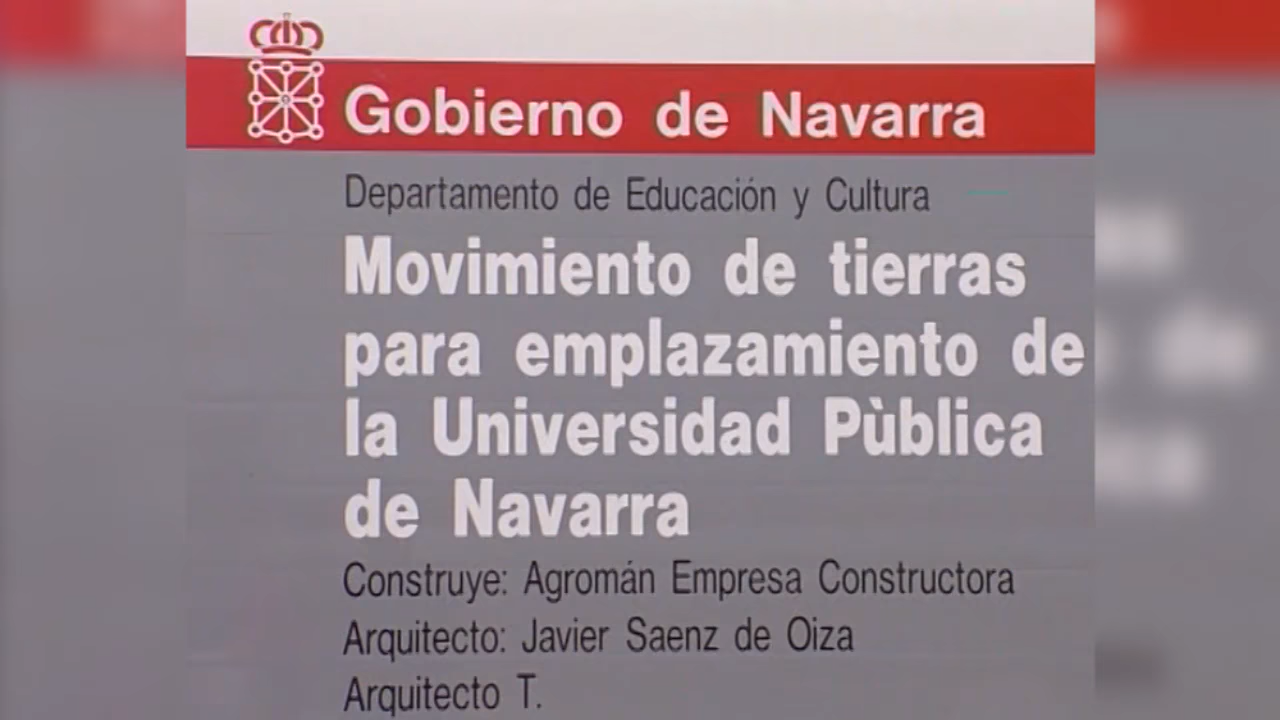 Gobierno de Navarra
Departamento de Educación y Cultura
Movimiento de tierras
para emplazamiento de
la Universidad Pùblica
de Navarra
Construye: Agromán Empresa Constructora
Arquitecto: Javier Saenz de Oiza
Arquitecto T.